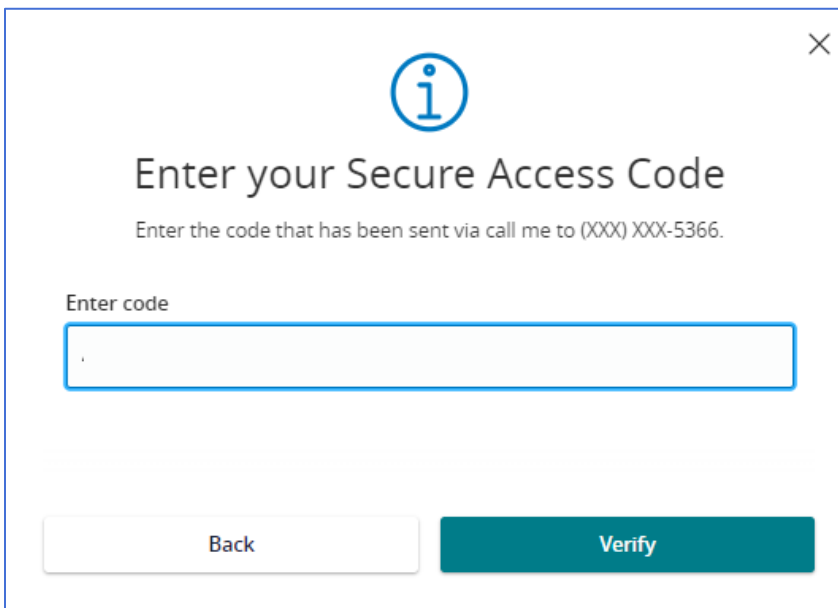 Enter your Secure Access Code
Enter the code that has been sent via call me to (XXX) XXX-5366.
Enter code
Back
Verify